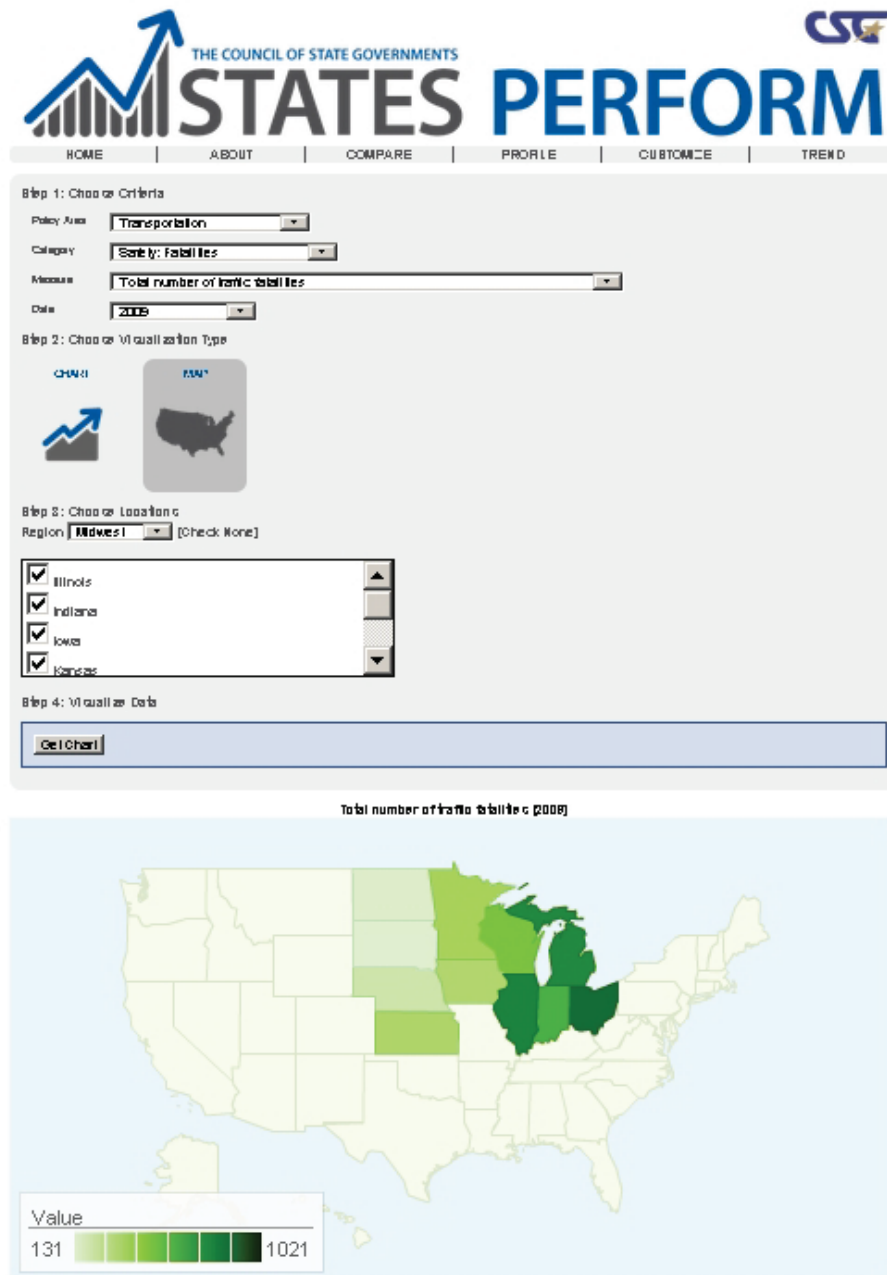 CSG
THE COUNCIL OF STATE GOVERNMENTS
STATES PERFORM
HOME ABOUT COMPARE PROFILE CUSTOMIZE TREND
Step 1: Choose Criteria
Policy Area Transportation
Category Safety: Fatalities
Measure Total number of traffic fatalities
Date 2009
Step 2: Choose Visualization Type
CHART MAP
Step 3: Choose Locations
Region Midwest [Check None]
Illinois
Indiana
Iowa
Kansas
Step 4: Visualize Data
Get Chart
Total number of traffic fatalities [2009]
Value
131 1021